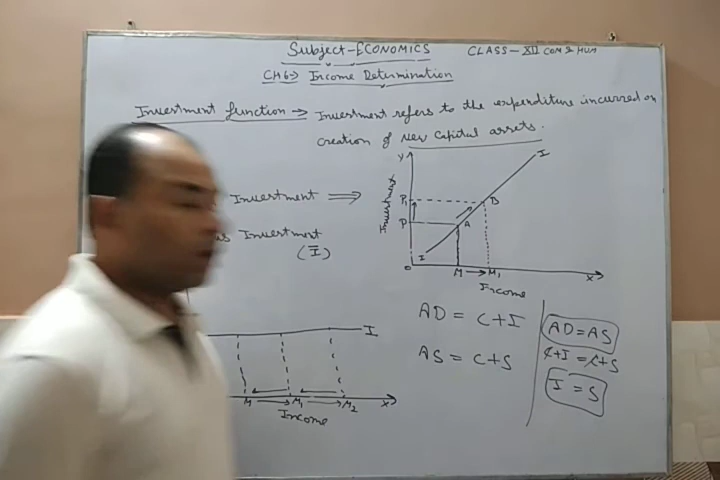 Subject-ECONOMICS CLASS-XII COM & HUM
CH6→ Income Determination
Investment function → Investment refers to the expenditure incurred on
creation of New Capital assets.
Investment ⇒
Investment
(Ī)
Y
Investment
P₁
P
O
I
A
B
I
M → M₁
Income
X
AD = C+I
AS = C+S
AD = AS
C+I = C+S
I = S
I
M M₁ M₂
X
Income